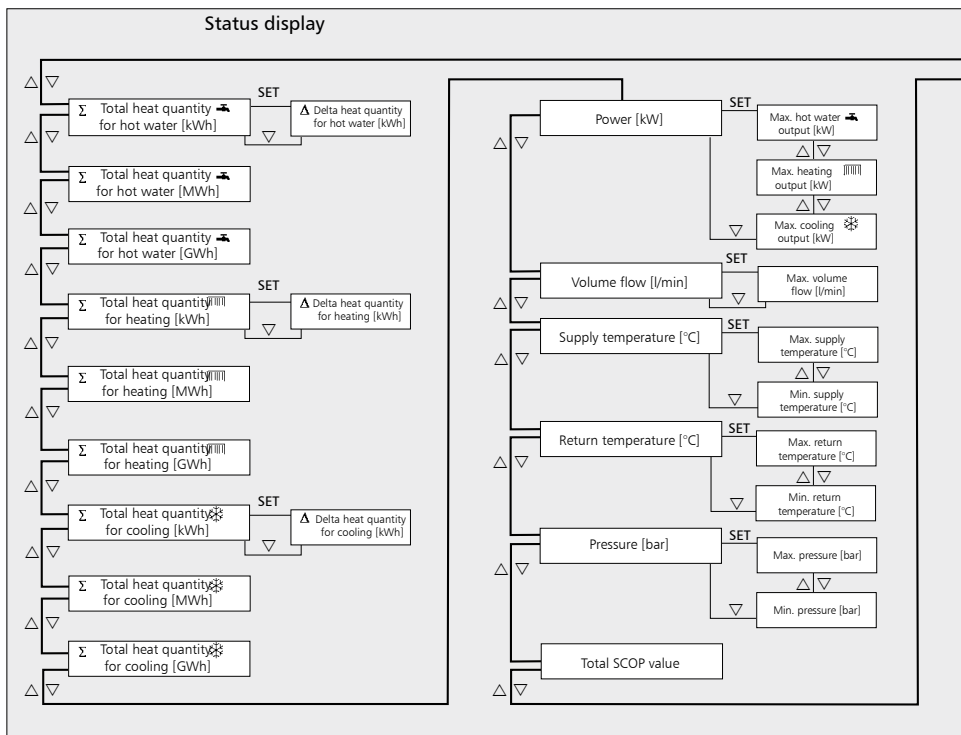 Status display
SET
Σ Total heat quantity
for hot water [kWh]
Δ Delta heat quantity
for hot water [kWh]
Σ Total heat quantity
for hot water [MWh]
Σ Total heat quantity
for hot water [GWh]
SET
Σ Total heat quantity
for heating [kWh]
Δ Delta heat quantity
for heating [kWh]
Σ Total heat quantity
for heating [MWh]
Σ Total heat quantity
for heating [GWh]
SET
Σ Total heat quantity
for cooling [kWh]
Δ Delta heat quantity
for cooling [kWh]
Σ Total heat quantity
for cooling [MWh]
Σ Total heat quantity
for cooling [GWh]
Power [kW]
SET
Max. hot water
output [kW]
Max. heating
output [kW]
Max. cooling
output [kW]
Volume flow [l/min]
SET
Max. volume
flow [l/min]
Supply temperature [°C]
SET
Max. supply
temperature [°C]
Min. supply
temperature [°C]
Return temperature [°C]
SET
Max. return
temperature [°C]
Min. return
temperature [°C]
Pressure [bar]
SET
Max. pressure [bar]
Min. pressure [bar]
Total SCOP value